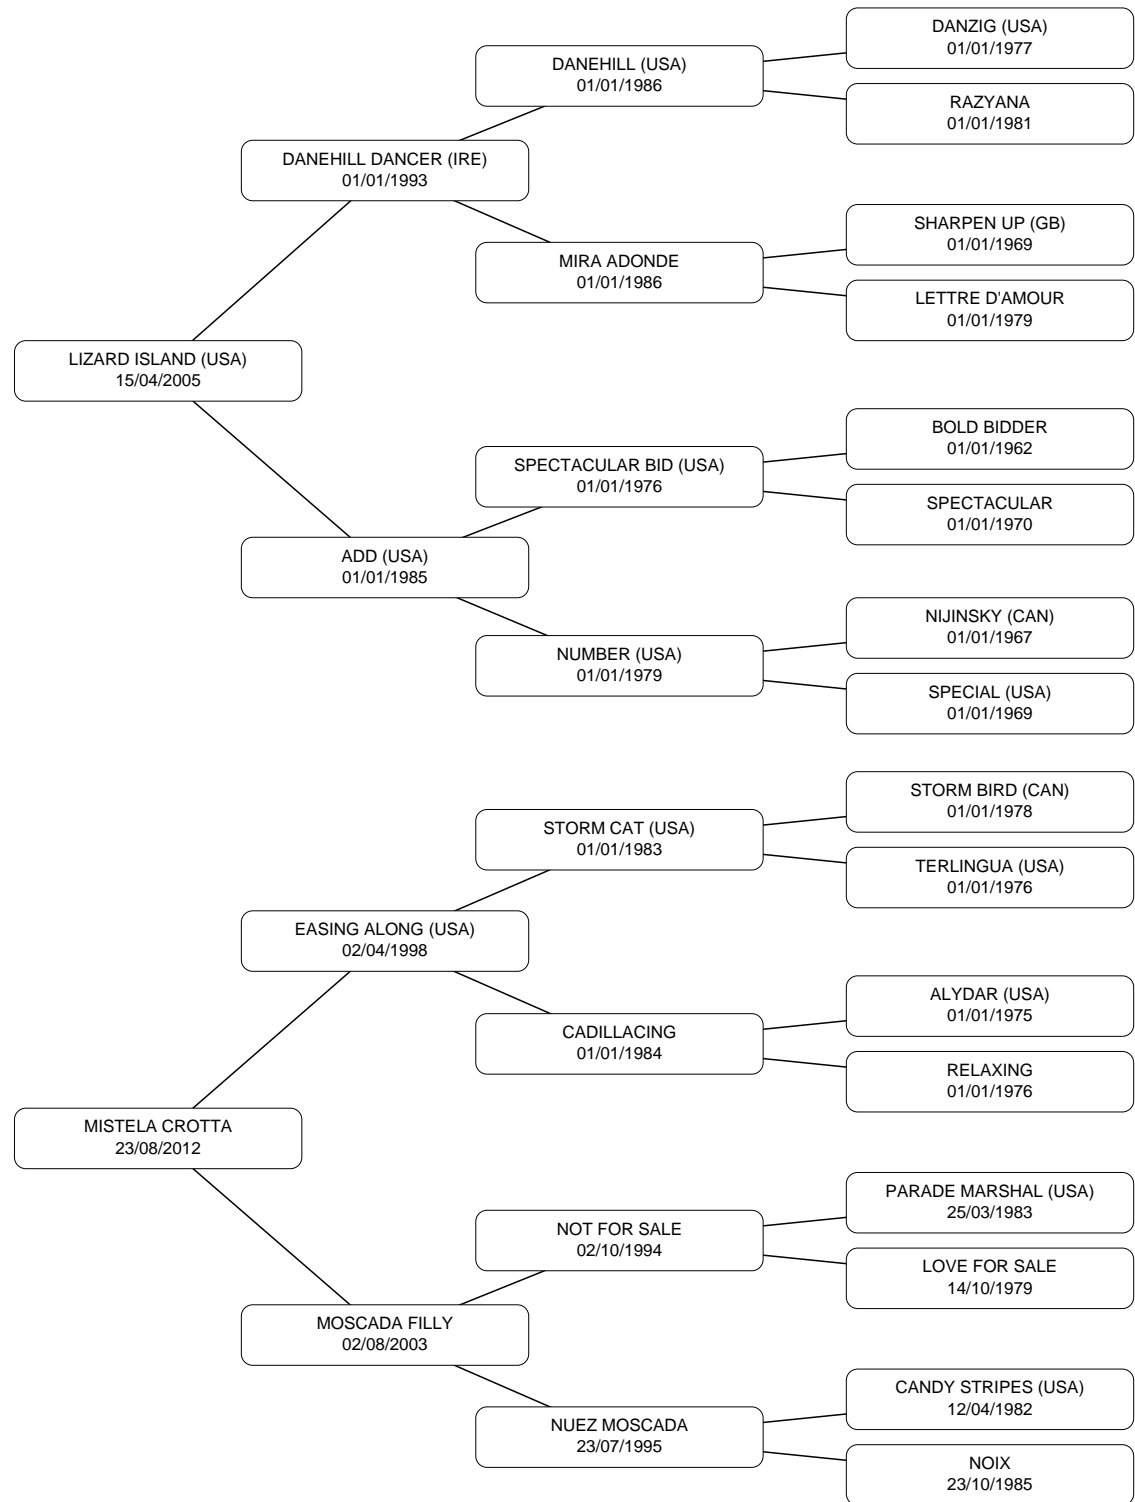 DANZIG (USA)
01/01/1977
DANEHILL (USA)
01/01/1986
RAZYANA
01/01/1981
DANEHILL DANCER (IRE)
01/01/1993
SHARPEN UP (GB)
01/01/1969
MIRA ADONDE
01/01/1986
LETTRE D'AMOUR
01/01/1979
LIZARD ISLAND (USA)
15/04/2005
BOLD BIDDER
01/01/1962
SPECTACULAR BID (USA)
01/01/1976
SPECTACULAR
01/01/1970
ADD (USA)
01/01/1985
NIJINSKY (CAN)
01/01/1967
NUMBER (USA)
01/01/1979
SPECIAL (USA)
01/01/1969
STORM BIRD (CAN)
01/01/1978
STORM CAT (USA)
01/01/1983
TERLINGUA (USA)
01/01/1976
EASING ALONG (USA)
02/04/1998
ALYDAR (USA)
01/01/1975
CADILLACING
01/01/1984
RELAXING
01/01/1976
MISTELA CROTTA
23/08/2012
PARADE MARSHAL (USA)
25/03/1983
NOT FOR SALE
02/10/1994
LOVE FOR SALE
14/10/1979
MOSCADA FILLY
02/08/2003
CANDY STRIPES (USA)
12/04/1982
NUEZ MOSCADA
23/07/1995
NOIX
23/10/1985